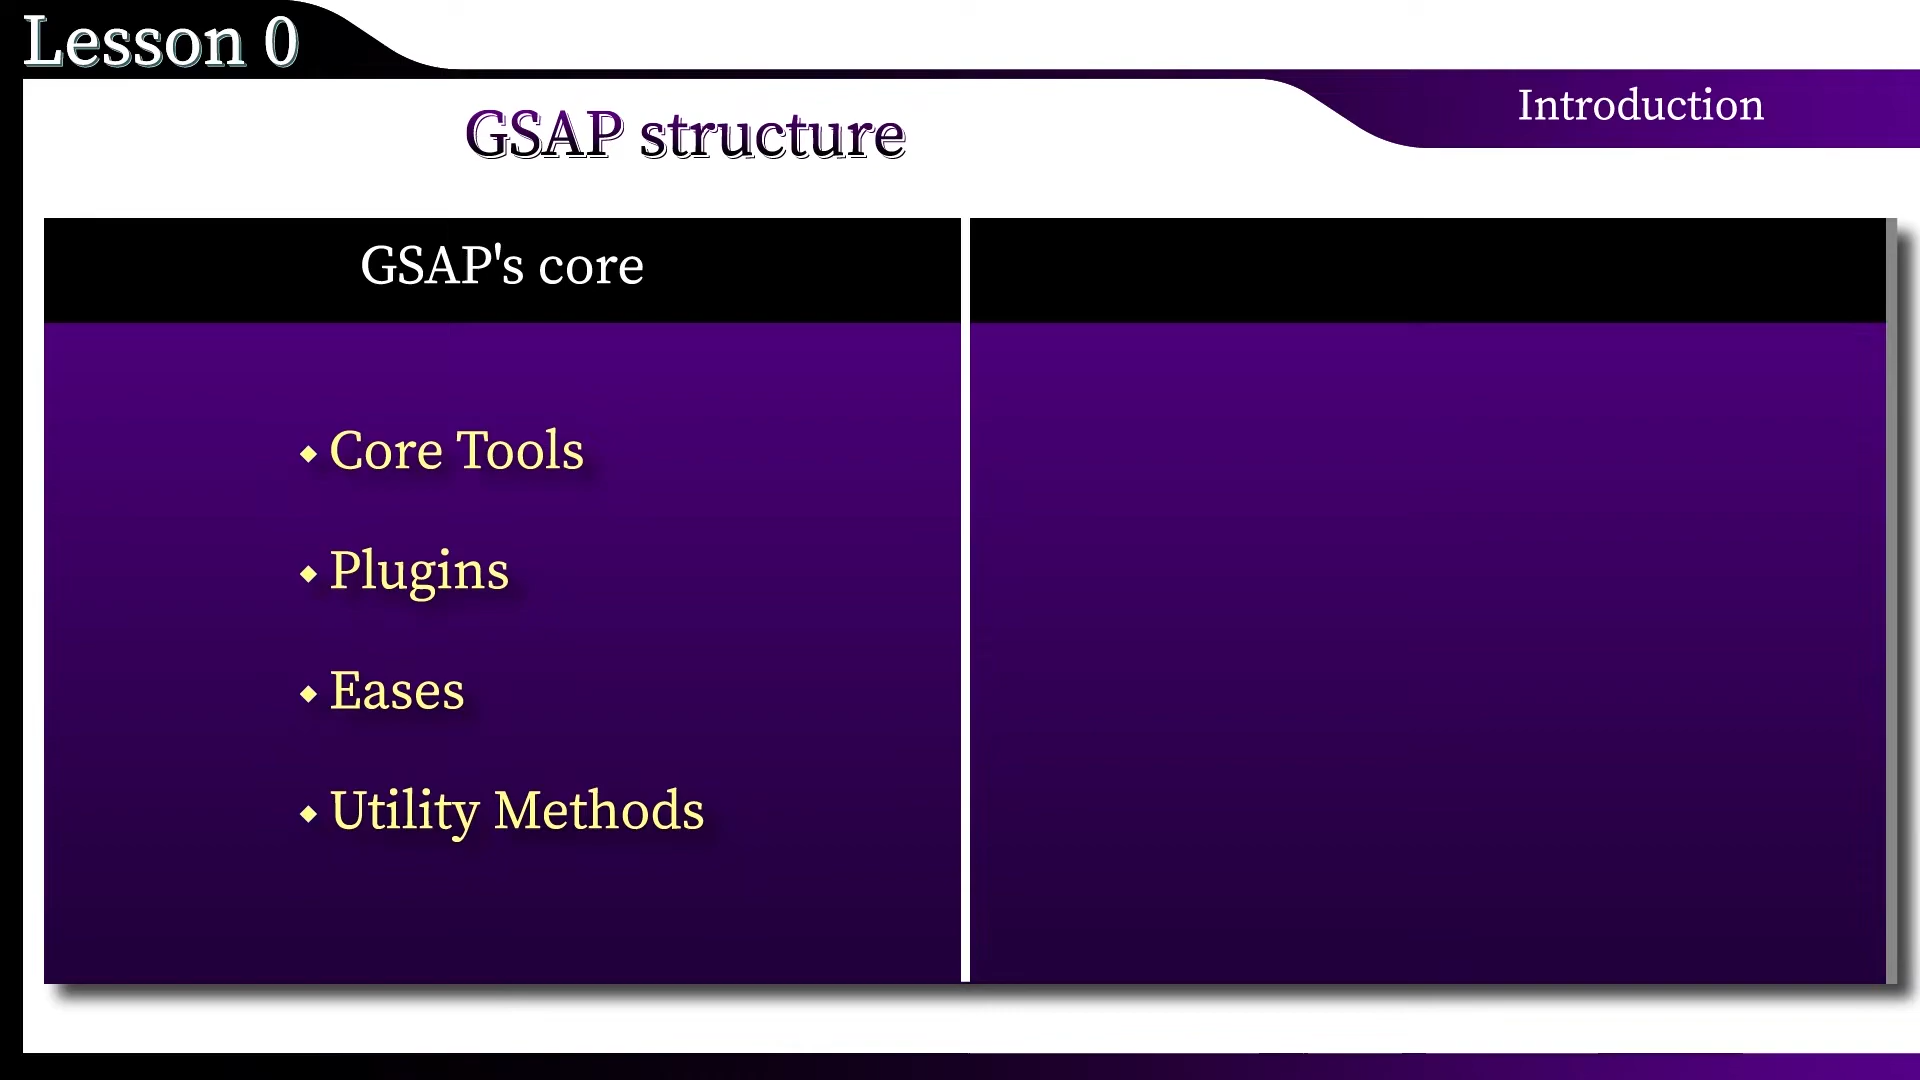 Lesson 0
Introduction
GSAP structure
GSAP's core
◆ Core Tools
◆ Plugins
◆ Eases
◆ Utility Methods